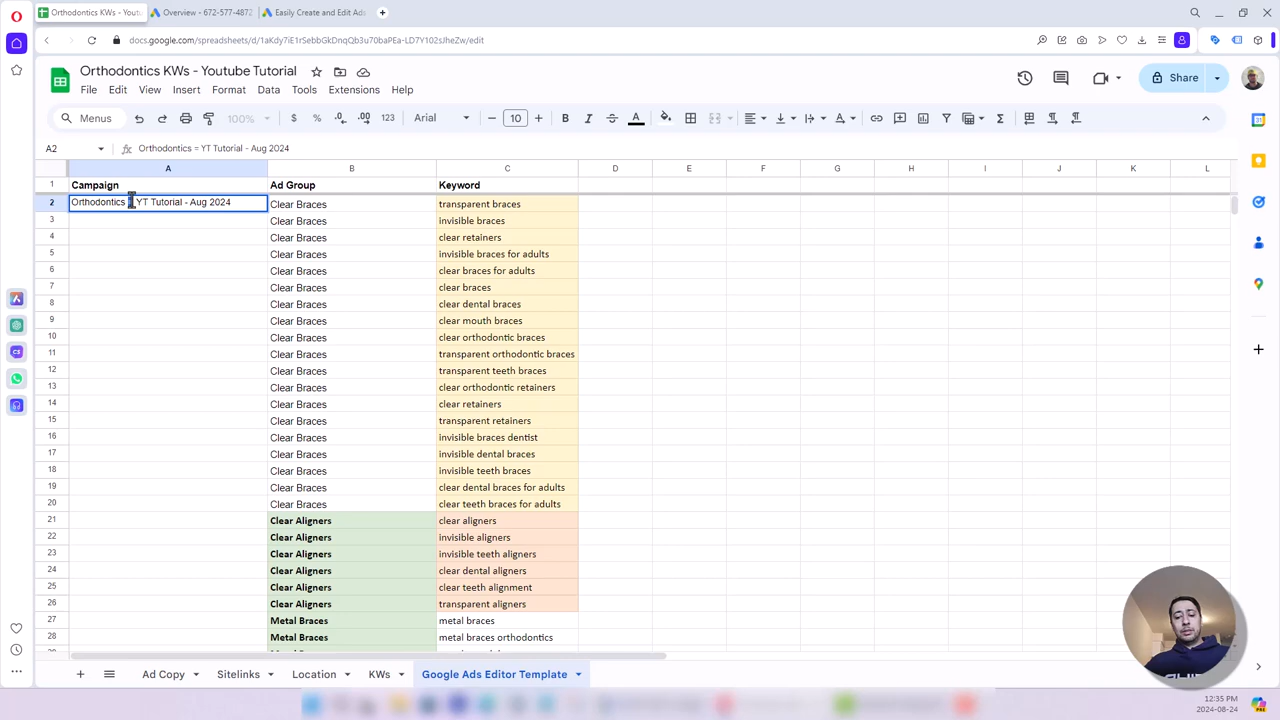 Orthodontics KWs - Yout
Overview - 672-577-4872
Easily Create and Edit Ads
docs.google.com/spreadsheets/d/1aKdy7iE1rSebbGkDnqQb3u70baPEa-LD7Y102sJheZw/edit
Orthodontics KWs - Youtube Tutorial
Share
File Edit View Insert Format Data Tools Extensions Help
Menus 100% $ % .0 .00 123 Arial 10 B I A
A2 Orthodontics = YT Tutorial - Aug 2024
A B C D E F G H I J K L
1 Campaign Ad Group Keyword
2 Orthodontics YT Tutorial - Aug 2024 Clear Braces transparent braces
3 Clear Braces invisible braces
4 Clear Braces clear retainers
5 Clear Braces invisible braces for adults
6 Clear Braces clear braces for adults
7 Clear Braces clear braces
8 Clear Braces clear dental braces
9 Clear Braces clear mouth braces
10 Clear Braces clear orthodontic braces
11 Clear Braces transparent orthodontic braces
12 Clear Braces transparent teeth braces
13 Clear Braces clear orthodontic retainers
14 Clear Braces clear retainers
15 Clear Braces transparent retainers
16 Clear Braces invisible braces dentist
17 Clear Braces invisible dental braces
18 Clear Braces invisible teeth braces
19 Clear Braces clear dental braces for adults
20 Clear Braces clear teeth braces for adults
21 Clear Aligners clear aligners
22 Clear Aligners invisible aligners
23 Clear Aligners invisible teeth aligners
24 Clear Aligners clear dental aligners
25 Clear Aligners clear teeth alignment
26 Clear Aligners transparent aligners
27 Metal Braces metal braces
28 Metal Braces metal braces orthodontics
Ad Copy Sitelinks Location KWs Google Ads Editor Template
12:35 PM
2024-08-24